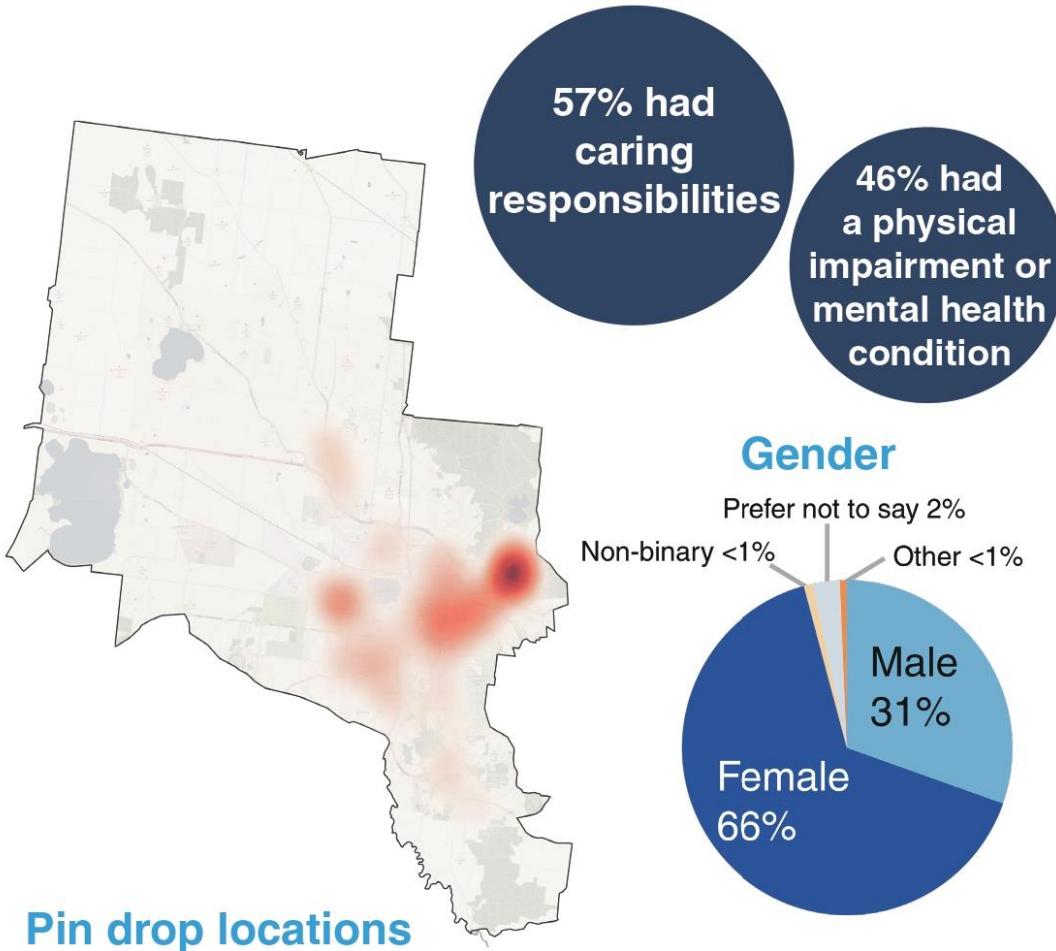 57% had
caring
responsibilities
46% had
a physical
impairment or
mental health
condition
Gender
Prefer not to say 2%
Non-binary <1%
Other <1%
Male
31%
Female
66%
Pin drop locations